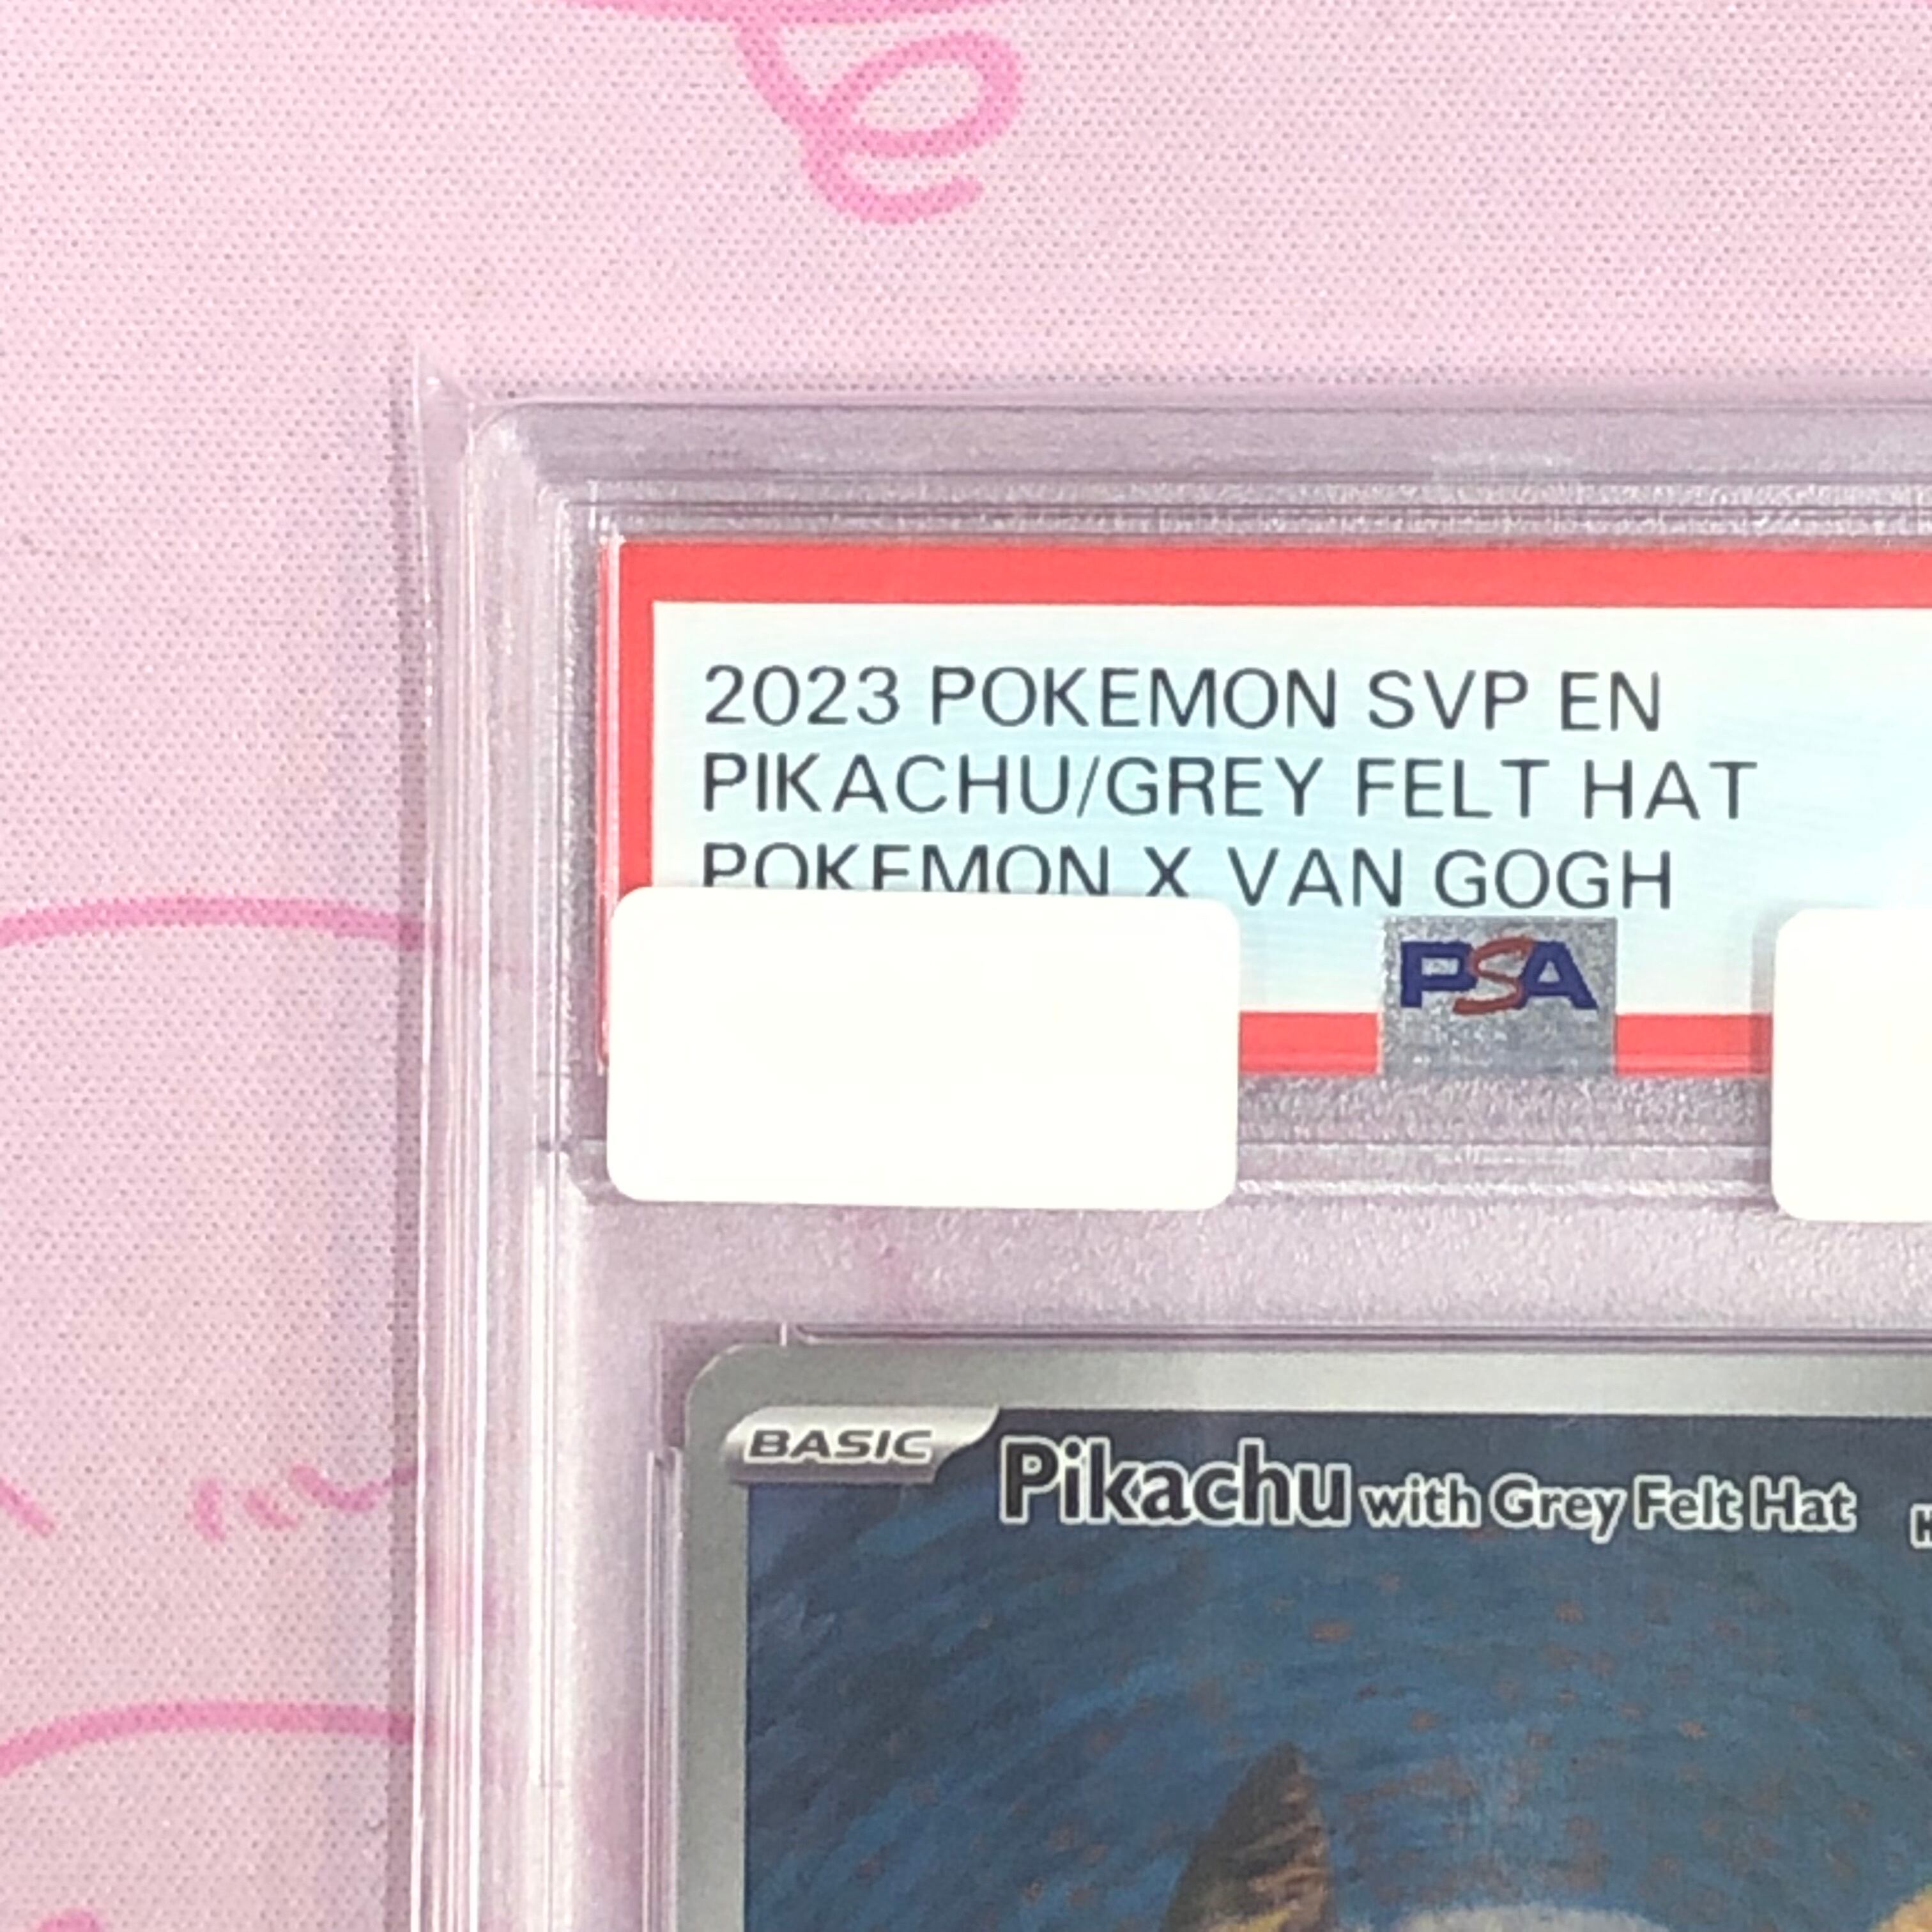 2023 POKEMON SVP EN
PIKACHU/GREY FELT HAT
POKEMON X VAN GOGH
PSA
BASIC
Pikachu with Grey Felt Hat